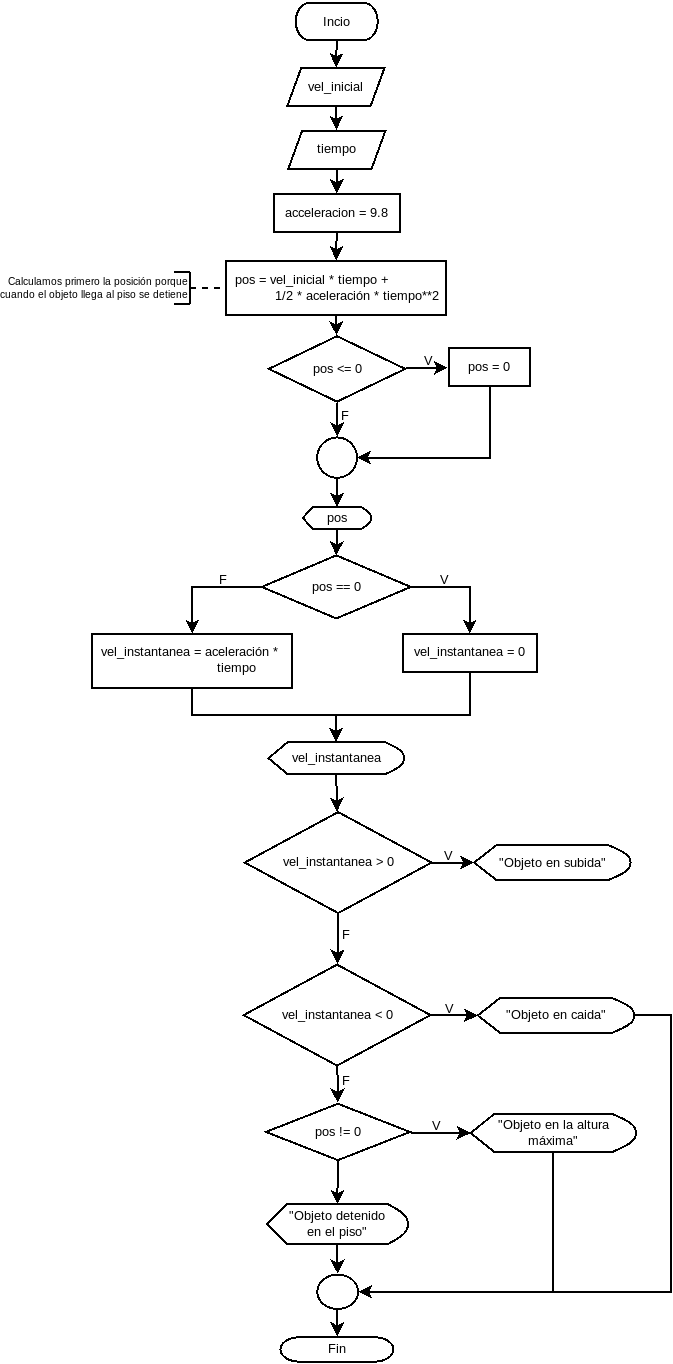 Incio
vel_inicial
tiempo
acceleracion = 9.8
Calculamos primero la posición porque
cuando el objeto llega al piso se detiene
pos = vel_inicial * tiempo +
1/2 * aceleración * tiempo**2
pos <= 0
V
pos = 0
F
pos
F
pos == 0
V
vel_instantanea = aceleración *
tiempo
vel_instantanea = 0
vel_instantanea
vel_instantanea > 0
V
"Objeto en subida"
F
vel_instantanea < 0
V
"Objeto en caida"
F
pos != 0
V
"Objeto en la altura
máxima"
"Objeto detenido
en el piso"
Fin